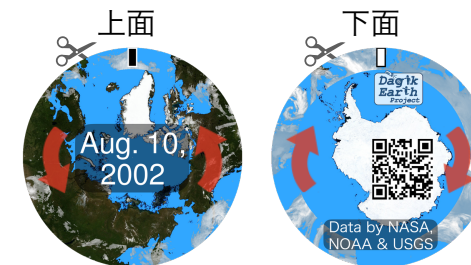 上面
下面
Aug. 10,
2002
Dagik
Earth
Project
Data by NASA,
NOAA & USGS